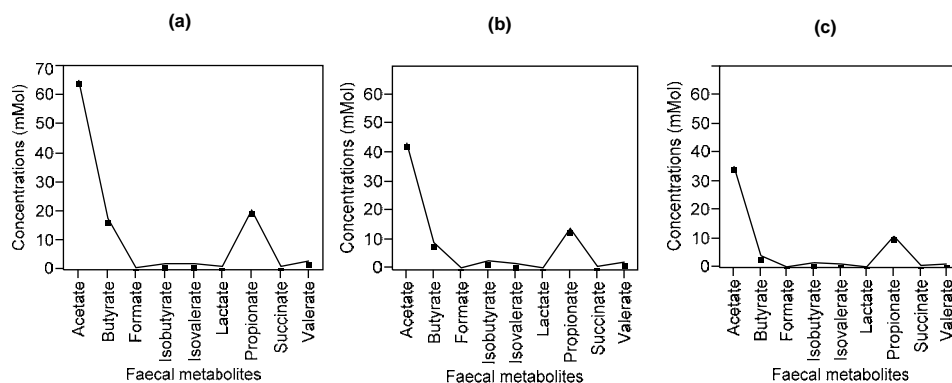 (a)
Concentrations (mMol)
70
60
50
40
30
20
10
0
Acetate
Butyrate
Formate
Isobutyrate
Isovalerate
Lactate
Propionate
Succinate
Valerate
Faecal metabolites
(b)
Concentrations (mMol)
60
50
40
30
20
10
0
Acetate
Butyrate
Formate
Isobutyrate
Isovalerate
Lactate
Propionate
Succinate
Valerate
Faecal metabolites
(c)
Concentrations (mMol)
60
50
40
30
20
10
0
Acetate
Butyrate
Formate
Isobutyrate
Isovalerate
Lactate
Propionate
Succinate
Valerate
Faecal metabolites